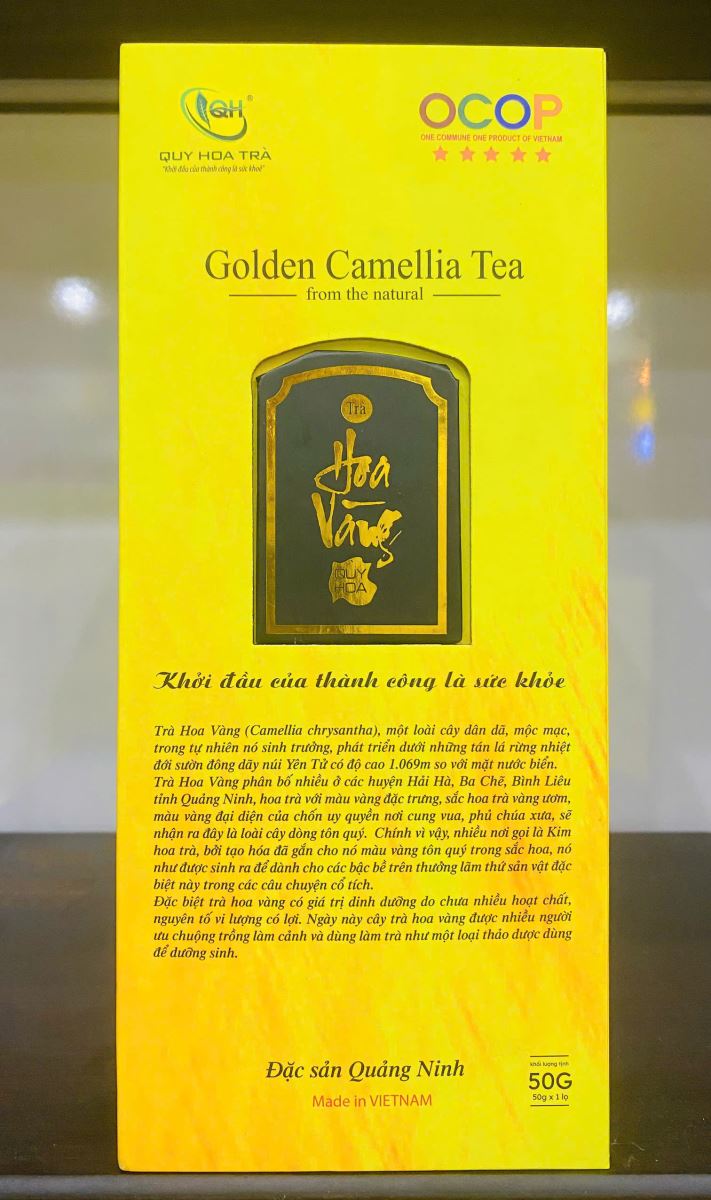 QH®
QUY HOA TRÀ
"Khởi đầu của thành công là sức khoẻ"
OCOP
ONE COMMUNE ONE PRODUCT OF VIETNAM
Golden Camellia Tea
from the natural
Trà
Hoa
Vàng
QUY
HOA
Khởi đầu của thành công là sức khỏe
Trà Hoa Vàng (Camellia chrysantha), một loài cây dân dã, mộc mạc,
trong tự nhiên nó sinh trưởng, phát triển dưới những tán lá rừng nhiệt
đới sườn đông dãy núi Yên Tử có độ cao 1.069m so với mặt nước biển.
Trà Hoa Vàng phân bố nhiều ở các huyện Hải Hà, Ba Chẽ, Bình Liêu
tỉnh Quảng Ninh, hoa trà với màu vàng đặc trưng, sắc hoa trà vàng ươm,
màu vàng đại diện của chốn uy quyền nơi cung vua, phủ chúa xưa, sẽ
nhận ra đây là loài cây dòng tôn quý. Chính vì vậy, nhiều nơi gọi là Kim
hoa trà, bởi tạo hóa đã gắn cho nó màu vàng tôn quý trong sắc hoa, nó
như được sinh ra để dành cho các bậc bề trên thưởng lãm thứ sản vật đặc
biệt này trong các câu chuyện cổ tích.
Đặc biệt trà hoa vàng có giá trị dinh dưỡng do chưa nhiều hoạt chất,
nguyên tố vi lượng có lợi. Ngày này cây trà hoa vàng được nhiều người
ưu chuộng trồng làm cảnh và dùng làm trà như một loại thảo dược dùng
để dưỡng sinh.
Đặc sản Quảng Ninh
Made in VIETNAM
khối lượng tịnh
50G
50g x 1 lọ